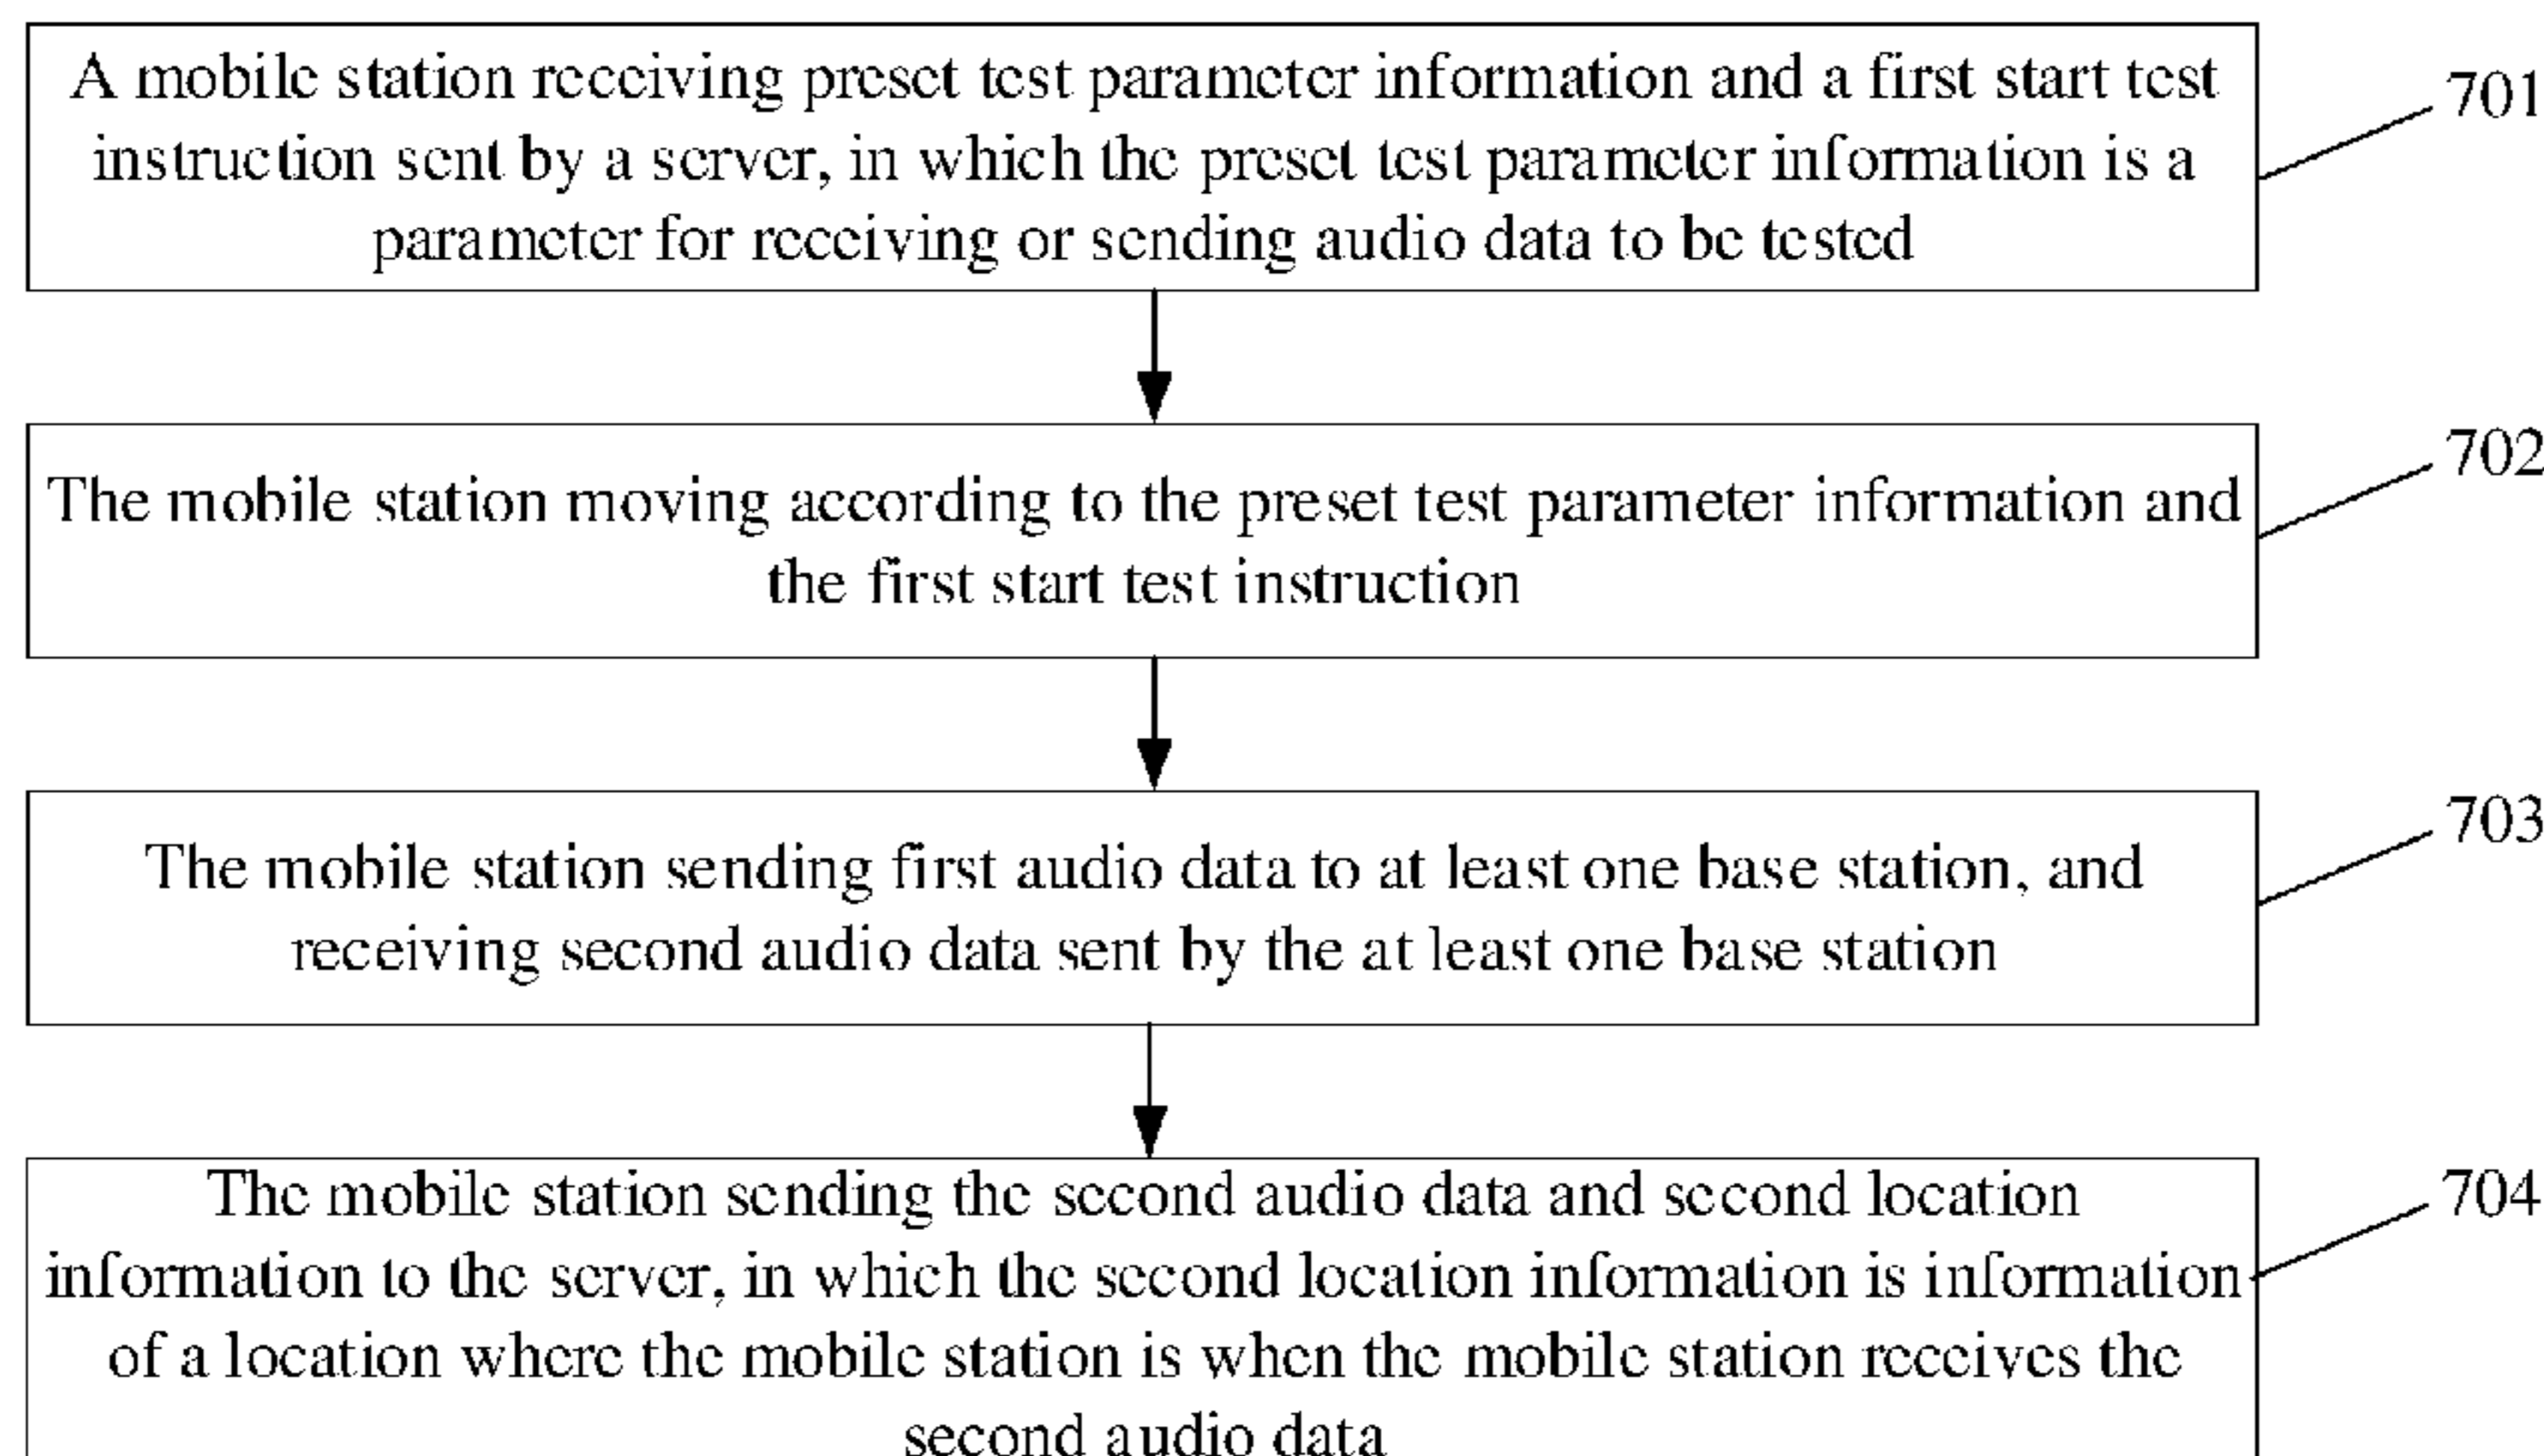 A mobile station receiving preset test parameter information and a first start test
instruction sent by a server, in which the preset test parameter information is a
parameter for receiving or sending audio data to be tested
701
The mobile station moving according to the preset test parameter information and
the first start test instruction
702
The mobile station sending first audio data to at least one base station, and
receiving second audio data sent by the at least one base station
703
The mobile station sending the second audio data and second location
information to the server, in which the second location information is information
of a location where the mobile station is when the mobile station receives the
second audio data
704